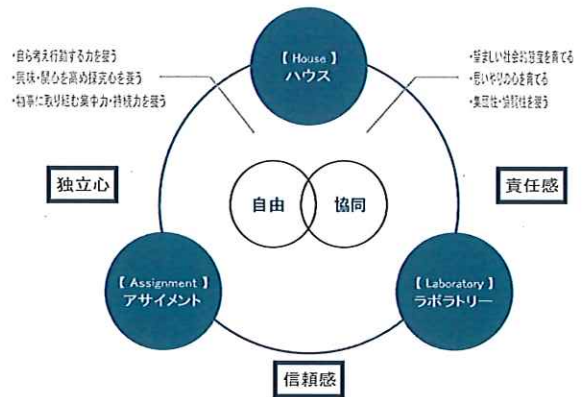 【 House 】
ハウス
・自ら考え行動する力を養う
・興味・関心を高め探究心を養う
・物事に取り組む集中力・持続力を養う
・望ましい社会的態度を育てる
・思いやりの心を育てる
・集団性・協調性を養う
独立心
自由
協同
責任感
【 Assignment 】
アサイメント
【 Laboratory 】
ラボラトリー
信頼感